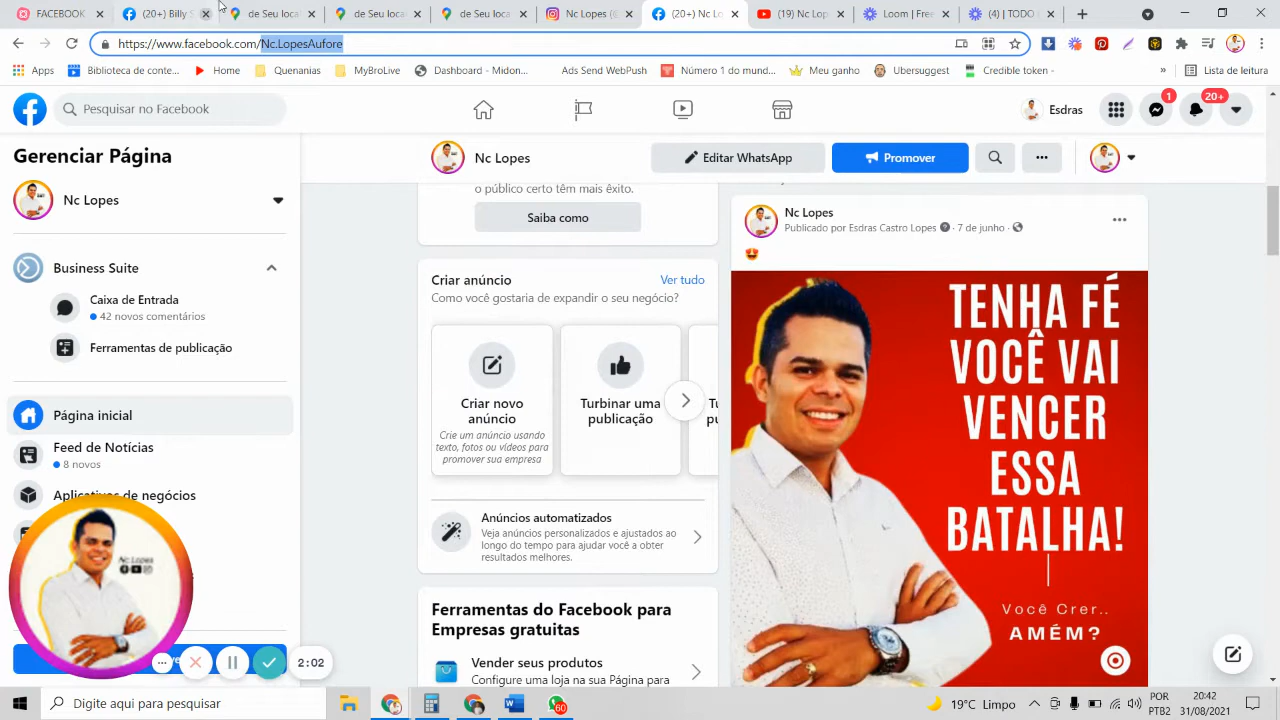 FACEBOOK
(20+) Billy S
de Seu loca
de Seu loca
de Seu loca
Nc Lopes (
(20+) Nc Lo
(19) Nc Lop
Loom | Free
(4) | TODO
https://www.facebook.com/Nc.LopesAufore
Apps
Biblioteca de conte...
Home
Quenanias
MyBroLive
Dashboard - Midon...
Ads Send WebPush
Número 1 do mund...
Meu ganho
Ubersuggest
Credible token -
»
Lista de leitura
Pesquisar no Facebook
Esdras
1
20+
Gerenciar Página
Nc Lopes
Business Suite
Caixa de Entrada
42 novos comentários
Ferramentas de publicação
Página inicial
Feed de Notícias
8 novos
Aplicativos de negócios
Nc Lopes
2:02
Nc Lopes
Editar WhatsApp
Promover
o público certo têm mais êxito.
Saiba como
Criar anúncio
Ver tudo
Como você gostaria de expandir o seu negócio?
Criar novo
anúncio
Crie um anúncio usando
texto, fotos ou vídeos para
promover sua empresa
Turbinar uma
publicação
Anúncios automatizados
Veja anúncios personalizados e ajustados ao
longo do tempo para ajudar você a obter
resultados melhores.
Ferramentas do Facebook para
Empresas gratuitas
Vender seus produtos
Configure uma loja na sua Página para
Nc Lopes
Publicado por Esdras Castro Lopes
· 7 de junho ·
TENHA FÉ
VOCÊ VAI
VENCER
ESSA
BATALHA!
Você Crer..
AMÉM?
Digite aqui para pesquisar
60
19°C Limpo
POR
PTB2
20:42
31/08/2021